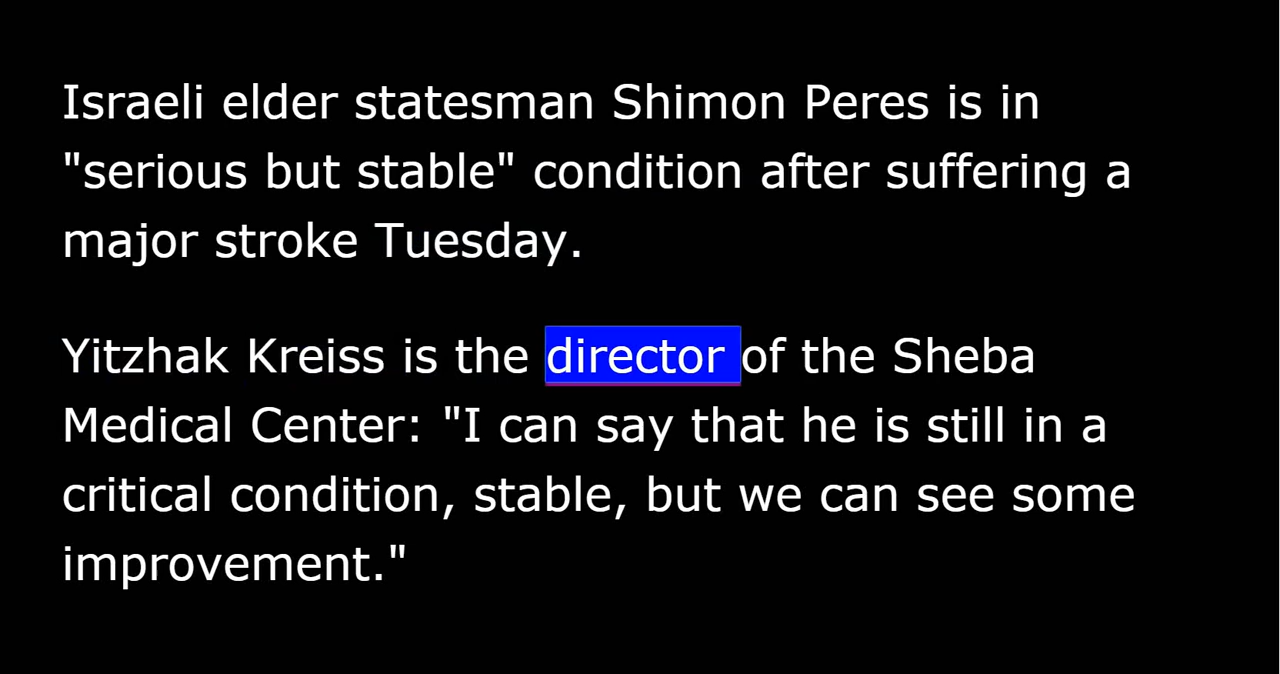 Israeli elder statesman Shimon Peres is in
"serious but stable" condition after suffering a
major stroke Tuesday.
Yitzhak Kreiss is the director of the Sheba
Medical Center: "I can say that he is still in a
critical condition, stable, but we can see some
improvement."